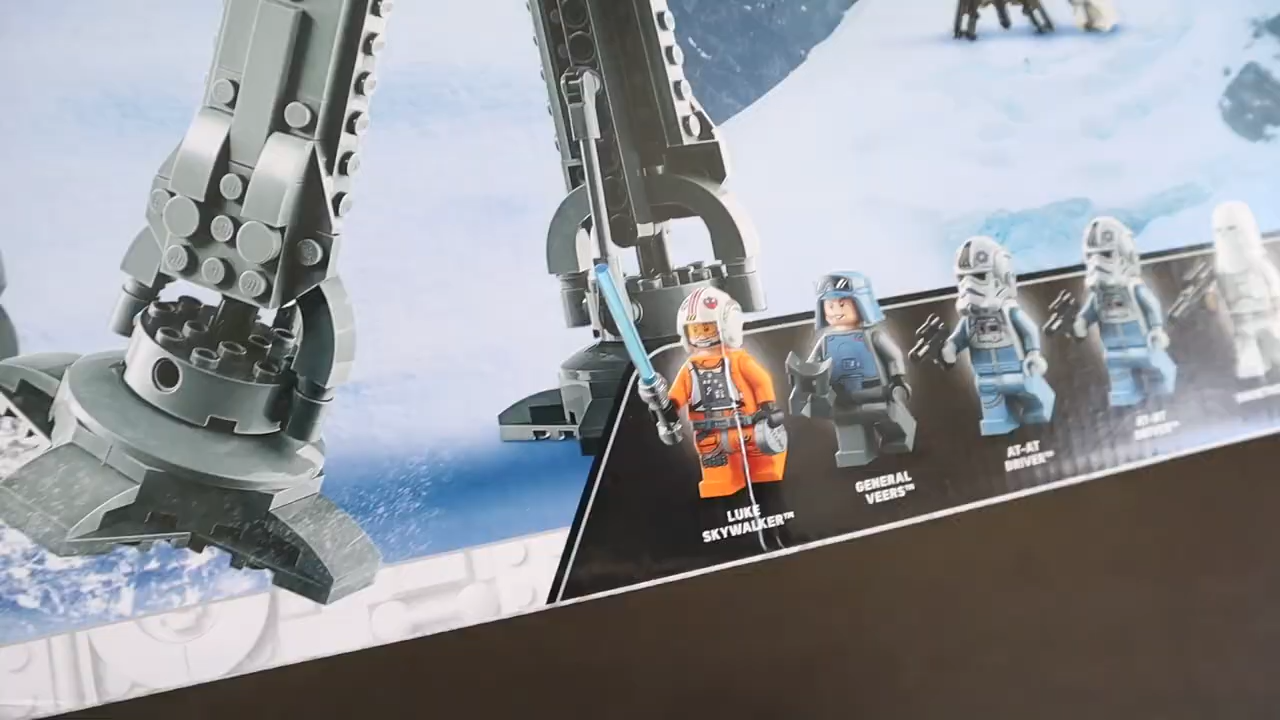 LUKE
SKYWALKER™
GENERAL
VEERS™
AT-AT
DRIVER™
AT-AT
DRIVER™